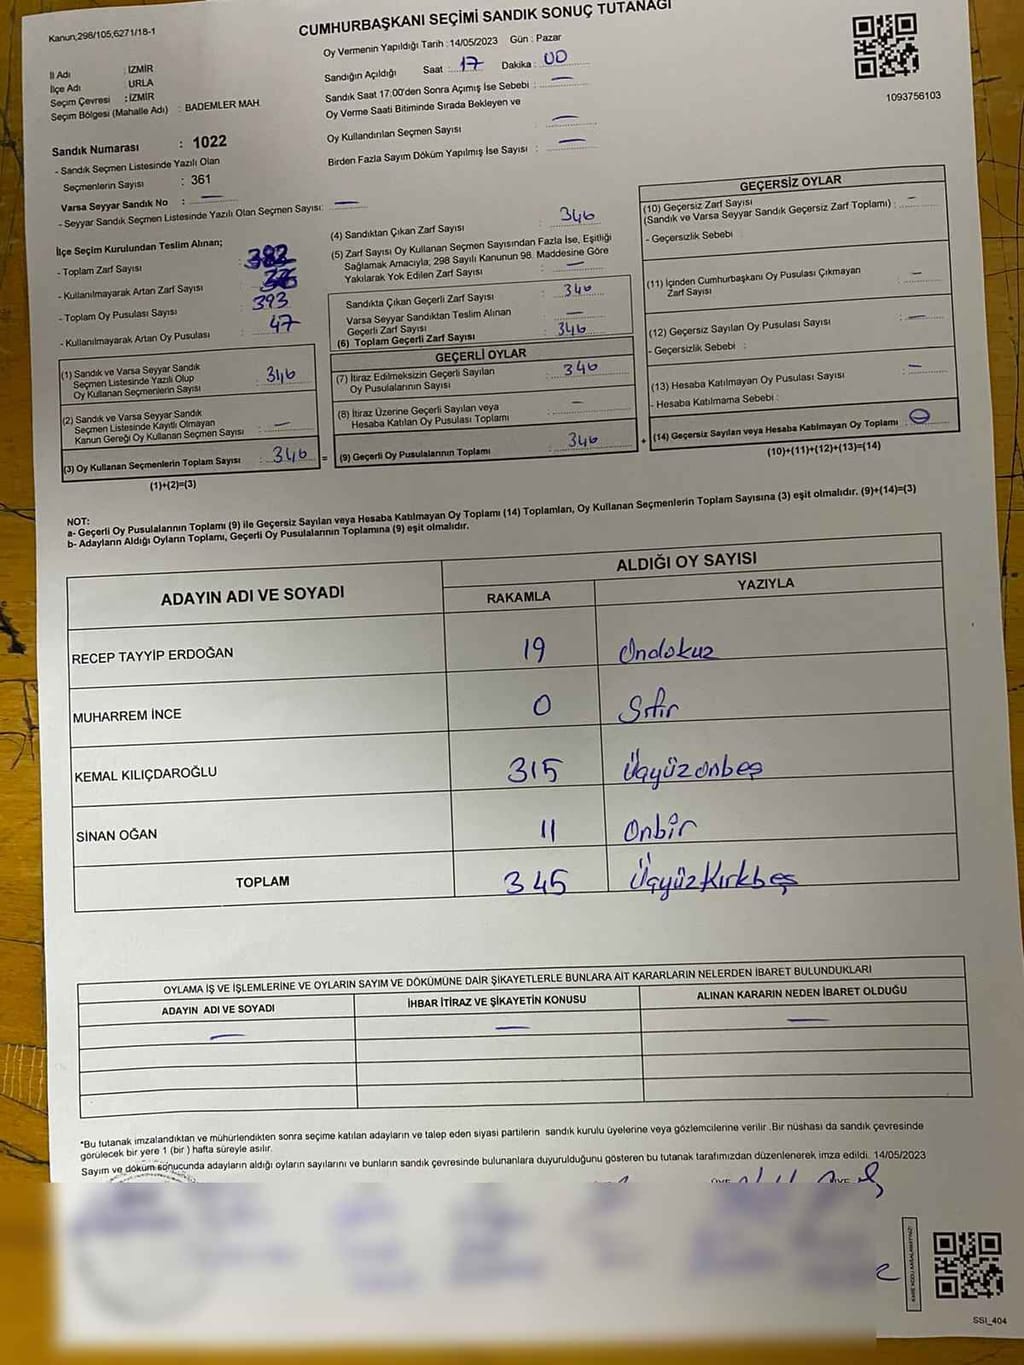 CUMHURBAŞKANI SEÇİMİ SANDIK SONUÇ TUTANAĞI
Kanun,298/105,6271/18-1
Oy Vermenin Yapıldığı Tarih : 14/05/2023 Gün : Pazar
Sandığın Açıldığı Saat : 17 Dakika : 00
Sandık Saat 17:00'den Sonra Açımış İse Sebebi : —
Oy Verme Saati Bitiminde Sırada Bekleyen ve
Oy Kullandırılan Seçmen Sayısı —
Birden Fazla Sayım Döküm Yapılmış İse Sayısı : —
1093756103
İl Adı : İZMİR
İlçe Adı : URLA
Seçim Çevresi : İZMİR
Seçim Bölgesi (Mahalle Adı) : BADEMLER MAH.
Sandık Numarası : 1022
- Sandık Seçmen Listesinde Yazılı Olan
Seçmenlerin Sayısı : 361
Varsa Seyyar Sandık No : —
- Seyyar Sandık Seçmen Listesinde Yazılı Olan Seçmen Sayısı: —
İlçe Seçim Kurulundan Teslim Alınan;
- Toplam Zarf Sayısı
- Kullanılmayarak Artan Zarf Sayısı
- Toplam Oy Pusulası Sayısı 393
- Kullanılmayarak Artan Oy Pusulası 47
(1) Sandık ve Varsa Seyyar Sandık
Seçmen Listesinde Yazılı Olup
Oy Kullanan Seçmenlerin Sayısı 346
(2) Sandık ve Varsa Seyyar Sandık
Seçmen Listesinde Kayıtlı Olmayan
Kanun Gereği Oy Kullanan Seçmen Sayısı : —
(3) Oy Kullanan Seçmenlerin Toplam Sayısı : 346 =
(1)+(2)=(3)
(4) Sandıktan Çıkan Zarf Sayısı 346
(5) Zarf Sayısı Oy Kullanan Seçmen Sayısından Fazla İse, Eşitliği
Sağlamak Amacıyla; 298 Sayılı Kanunun 98. Maddesine Göre
Yakılarak Yok Edilen Zarf Sayısı : —
Sandıkta Çıkan Geçerli Zarf Sayısı 346
Varsa Seyyar Sandıktan Teslim Alınan
Geçerli Zarf Sayısı —
(6) Toplam Geçerli Zarf Sayısı 346
GEÇERLİ OYLAR
(7) İtiraz Edilmeksizin Geçerli Sayılan
Oy Pusulalarının Sayısı : 346
(8) İtiraz Üzerine Geçerli Sayılan veya
Hesaba Katılan Oy Pusulası Toplamı : —
(9) Geçerli Oy Pusulalarının Toplamı : 346 +
GEÇERSİZ OYLAR
(10) Geçersiz Zarf Sayısı
(Sandık ve Varsa Seyyar Sandık Geçersiz Zarf Toplamı) : —
- Geçersizlik Sebebi :
(11) İçinden Cumhurbaşkanı Oy Pusulası Çıkmayan
Zarf Sayısı —
(12) Geçersiz Sayılan Oy Pusulası Sayısı : —
- Geçersizlik Sebebi :
(13) Hesaba Katılmayan Oy Pusulası Sayısı : —
- Hesaba Katılmama Sebebi :
(14) Geçersiz Sayılan veya Hesaba Katılmayan Oy Toplamı :
(10)+(11)+(12)+(13)=(14)
NOT:
a- Geçerli Oy Pusulalarının Toplamı (9) ile Geçersiz Sayılan veya Hesaba Katılmayan Oy Toplamı (14) Toplamları, Oy Kullanan Seçmenlerin Toplam Sayısına (3) eşit olmalıdır. (9)+(14)=(3)
b- Adayların Aldığı Oyların Toplamı, Geçerli Oy Pusulalarının Toplamına (9) eşit olmalıdır.
ADAYIN ADI VE SOYADI ALDIĞI OY SAYISI
RAKAMLA YAZIYLA
RECEP TAYYİP ERDOĞAN 19 Ondokuz
MUHARREM İNCE 0 Sıfır
KEMAL KILIÇDAROĞLU 315 Üçyüzonbeş
SİNAN OĞAN 11 Onbir
TOPLAM 345 ÜçyüzKırkbeş
OYLAMA İŞ VE İŞLEMLERİNE VE OYLARIN SAYIM VE DÖKÜMÜNE DAİR ŞİKAYETLERLE BUNLARA AİT KARARLARIN NELERDEN İBARET BULUNDUKLARI
ADAYIN ADI VE SOYADI İHBAR İTİRAZ VE ŞİKAYETİN KONUSU ALINAN KARARIN NEDEN İBARET OLDUĞU
— — —
*Bu tutanak imzalandıktan ve mühürlendikten sonra seçime katılan adayların ve talep eden siyasi partilerin sandık kurulu üyelerine veya gözlemcilerine verilir .Bir nüshası da sandık çevresinde
görülecek bir yere 1 (bir ) hafta süreyle asılır.
Sayım ve döküm sonucunda adayların aldığı oyların sayılarını ve bunların sandık çevresinde bulunanlara duyurulduğunu gösteren bu tutanak tarafımızdan düzenlenerek imza edildi. 14/05/2023
SSI_404